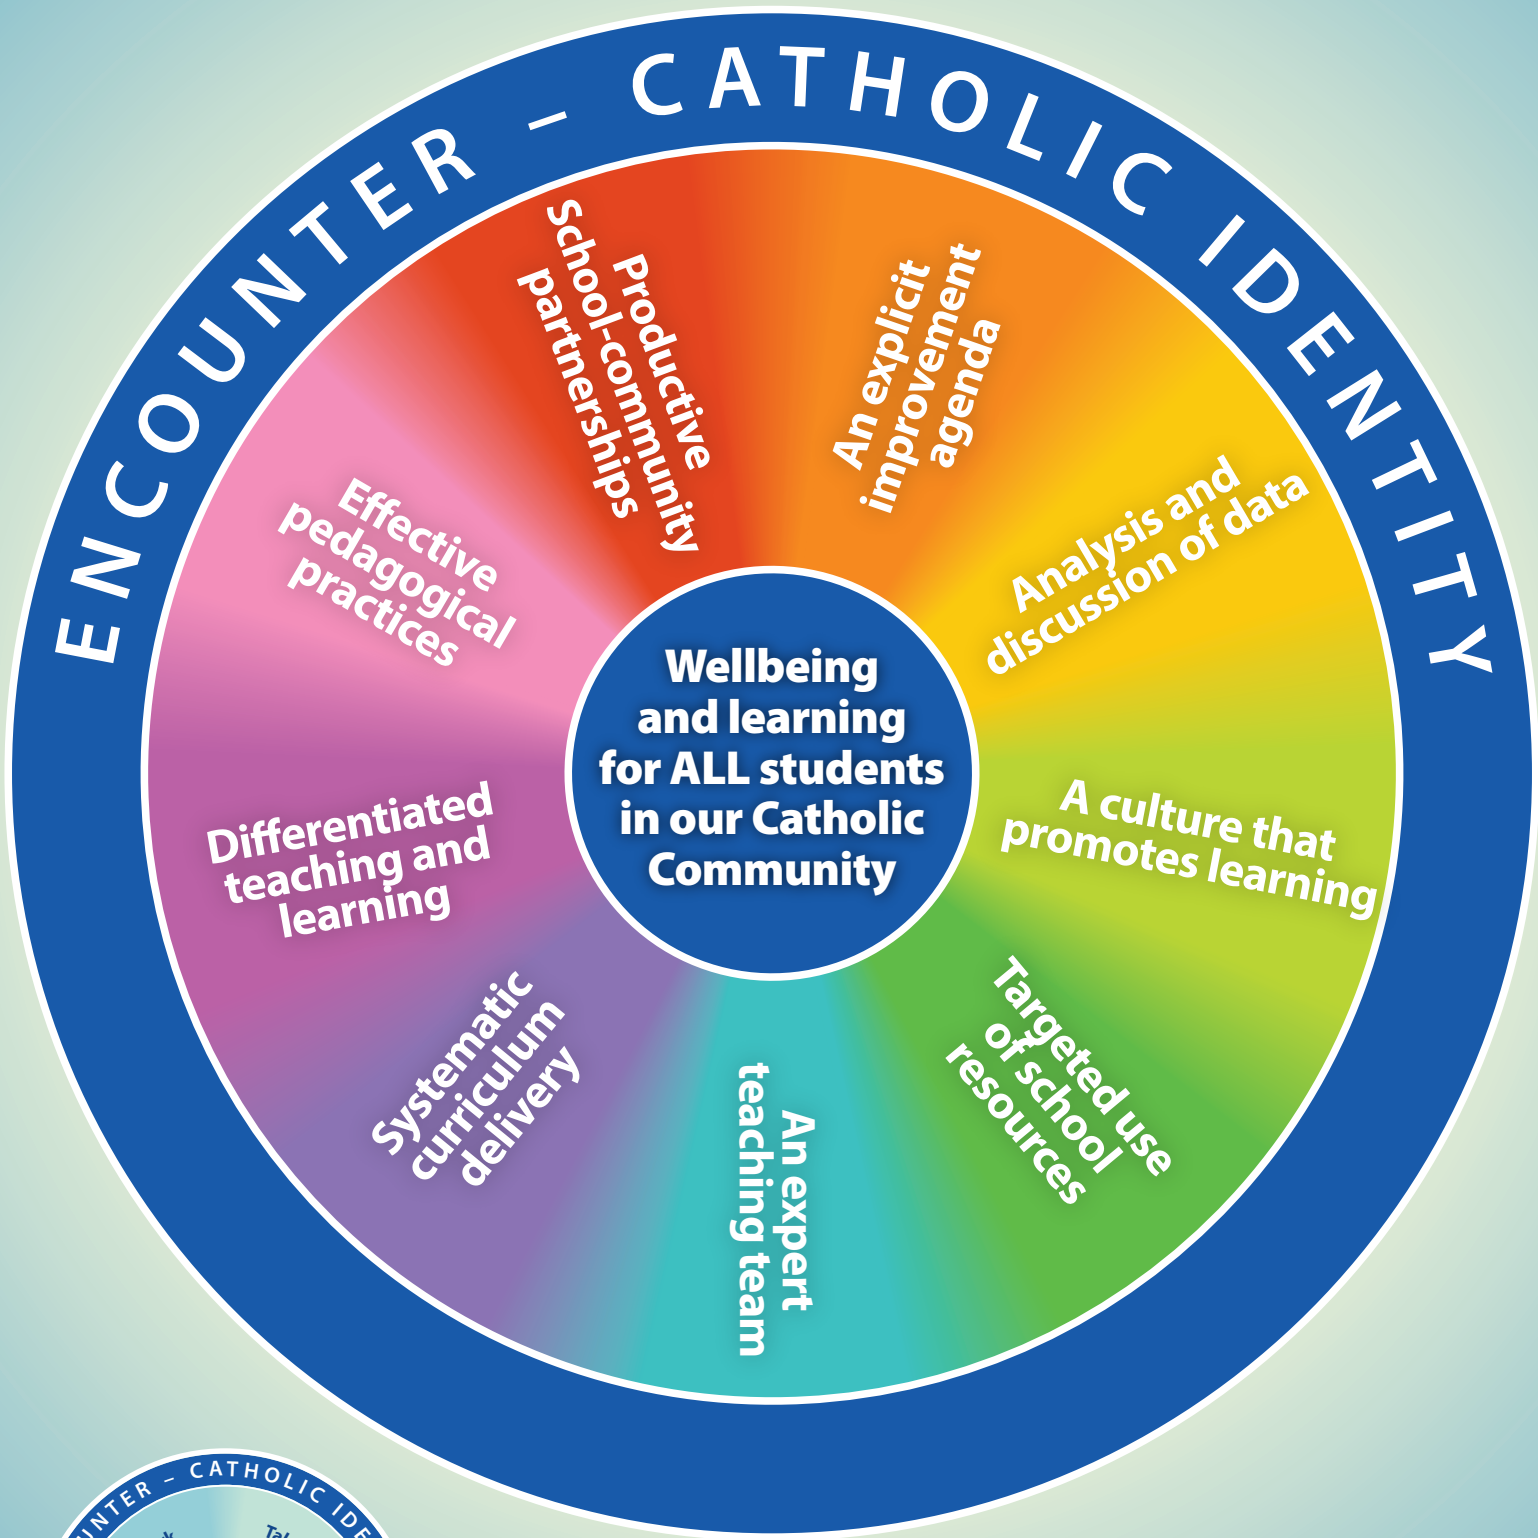 ENCOUNTER – CATHOLIC IDENTITY
An explicit
improvement
agenda
Analysis and
discussion of data
A culture that
promotes learning
Targeted use
of school
resources
An expert
teaching team
Systematic
curriculum
delivery
Differentiated
teaching and
learning
Effective
pedagogical
practices
Productive
School-community
partnerships
Wellbeing
and learning
for ALL students
in our Catholic
Community
UNTER – CATHOLIC IDE